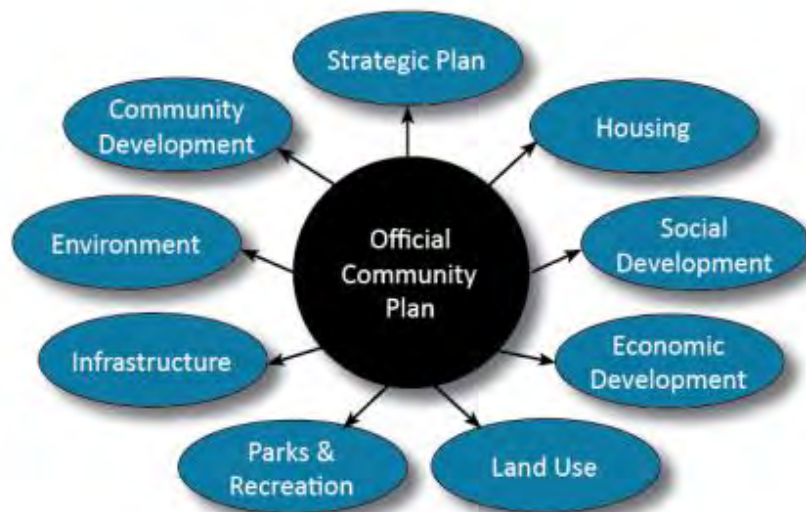 Strategic Plan
Community
Development
Housing
Environment
Official
Community
Plan
Social
Development
Infrastructure
Economic
Development
Parks &
Recreation
Land Use